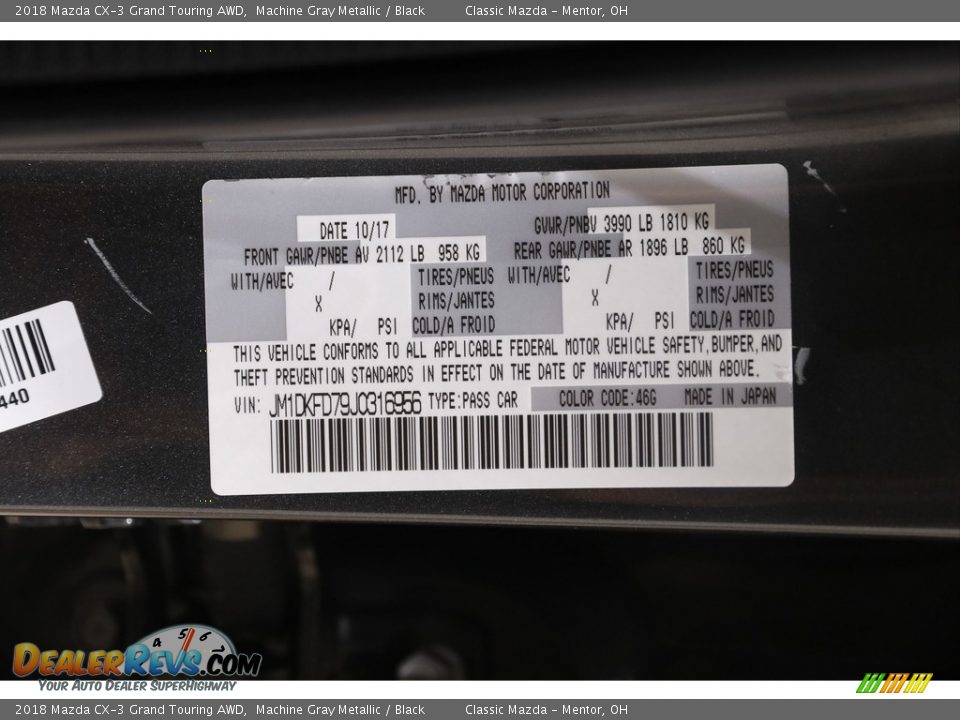 2018 Mazda CX-3 Grand Touring AWD, Machine Gray Metallic / Black Classic Mazda - Mentor, OH
MFD. BY MAZDA MOTOR CORPORATION
DATE 10/17 GVWR/PNBV 3990 LB 1810 KG
FRONT GAWR/PNBE AV 2112 LB 958 KG REAR GAWR/PNBE AR 1896 LB 860 KG
WITH/AVEC / TIRES/PNEUS WITH/AVEC / TIRES/PNEUS
X RIMS/JANTES X RIMS/JANTES
KPA/ PSI COLD/A FROID KPA/ PSI COLD/A FROID
THIS VEHICLE CONFORMS TO ALL APPLICABLE FEDERAL MOTOR VEHICLE SAFETY, BUMPER, AND
THEFT PREVENTION STANDARDS IN EFFECT ON THE DATE OF MANUFACTURE SHOWN ABOVE.
VIN: JM1DKFD79J0316956 TYPE:PASS CAR COLOR CODE:46G MADE IN JAPAN
440
4 5 6
DEALERREVS.COM
YOUR AUTO DEALER SUPERHIGHWAY
2018 Mazda CX-3 Grand Touring AWD, Machine Gray Metallic / Black Classic Mazda - Mentor, OH